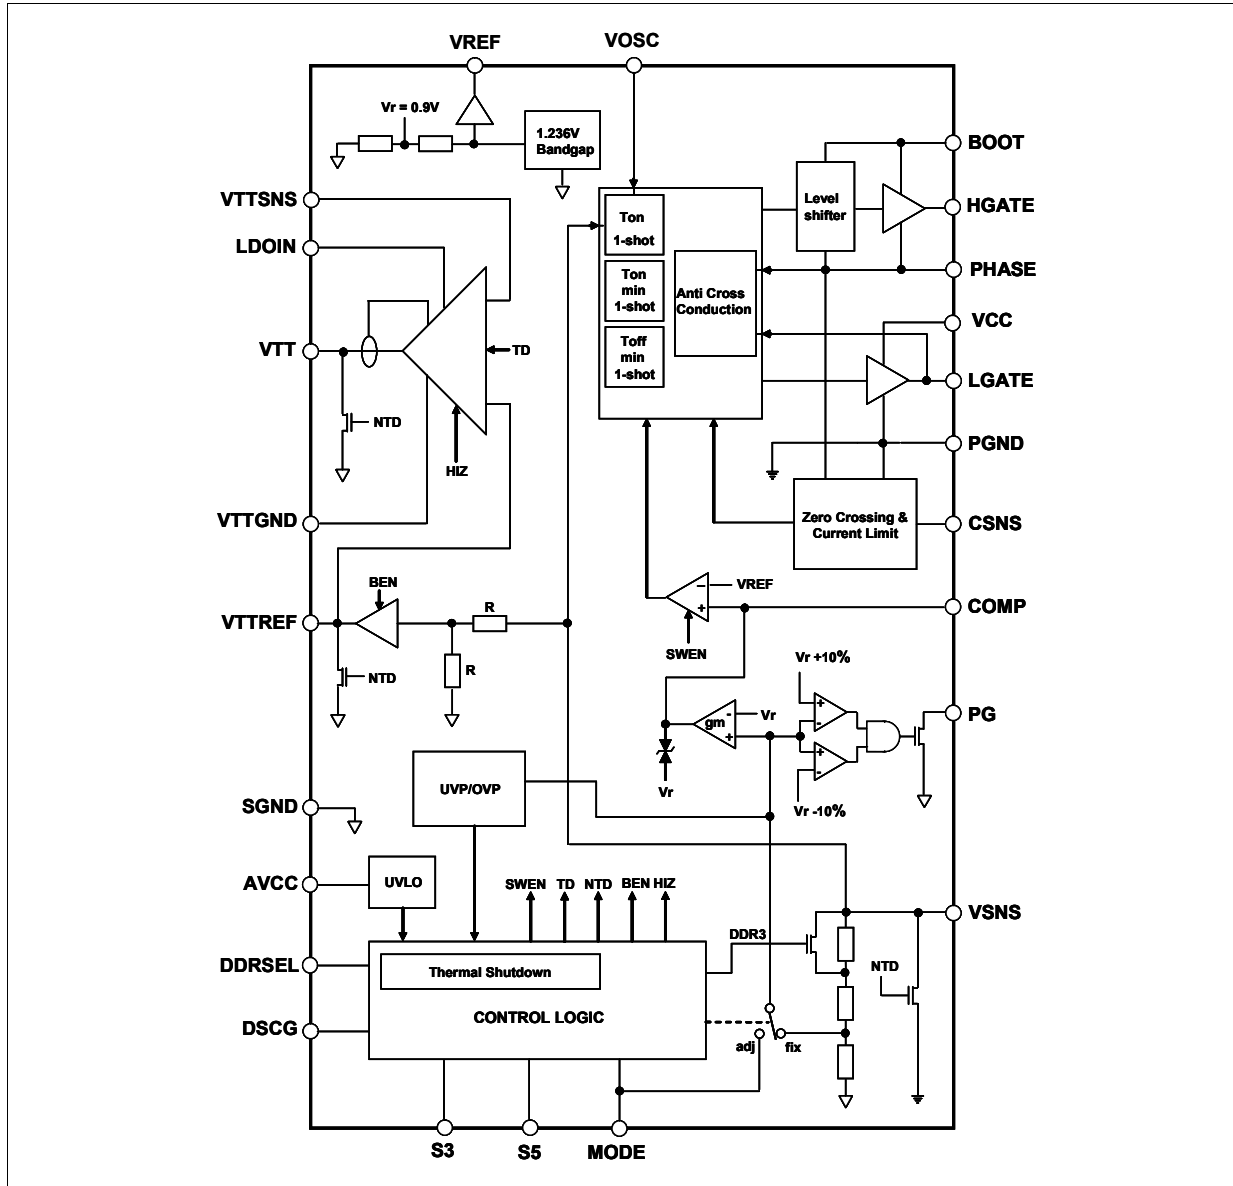 VREF
VOSC
Vr = 0.9V
1.236V
Bandgap
BOOT
VTTSNS
Ton
1-shot
Level
shifter
HGATE
LDOIN
PHASE
Ton
min
1-shot
Anti Cross
Conduction
VCC
VTT
TD
Toff
min
1-shot
LGATE
NTD
PGND
HIZ
VTTGND
Zero Crossing &
Current Limit
CSNS
BEN
–
VREF
+
COMP
VTTREF
R
SWEN
R
NTD
Vr +10%
+
-
PG
gm
-
Vr
+
+
-
Vr
Vr -10%
UVP/OVP
SGND
AVCC
UVLO
SWEN
TD
NTD
BEN
HIZ
VSNS
DDR3
DDRSEL
Thermal Shutdown
NTD
DSCG
CONTROL LOGIC
adj
fix
S3
S5
MODE